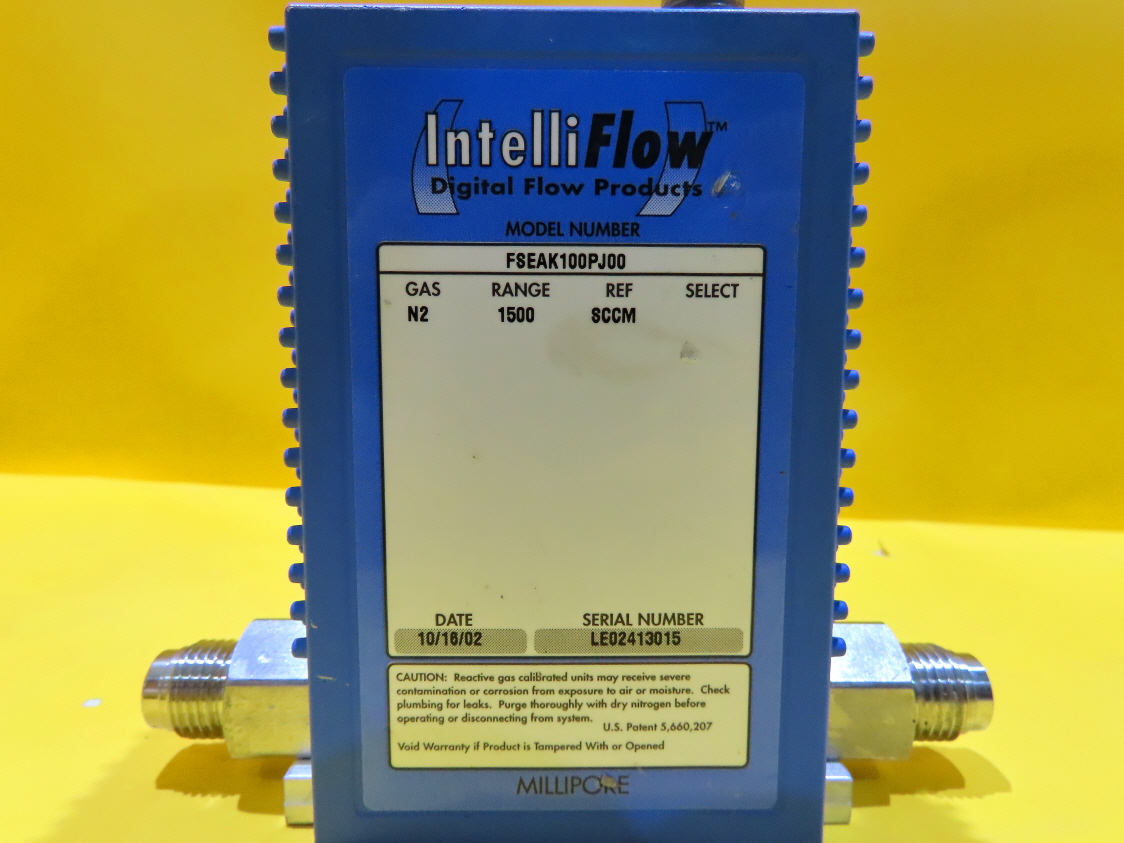 IntelliFlow™
Digital Flow Products
MODEL NUMBER
FSEAK100PJ00
GAS RANGE REF SELECT
N2 1500 SCCM
DATE SERIAL NUMBER
10/16/02 LE02413015
CAUTION: Reactive gas calibrated units may receive severe
contamination or corrosion from exposure to air or moisture. Check
plumbing for leaks. Purge thoroughly with dry nitrogen before
operating or disconnecting from system.
U.S. Patent 5,660,207
Void Warranty if Product is Tampered With or Opened
MILLIPORE